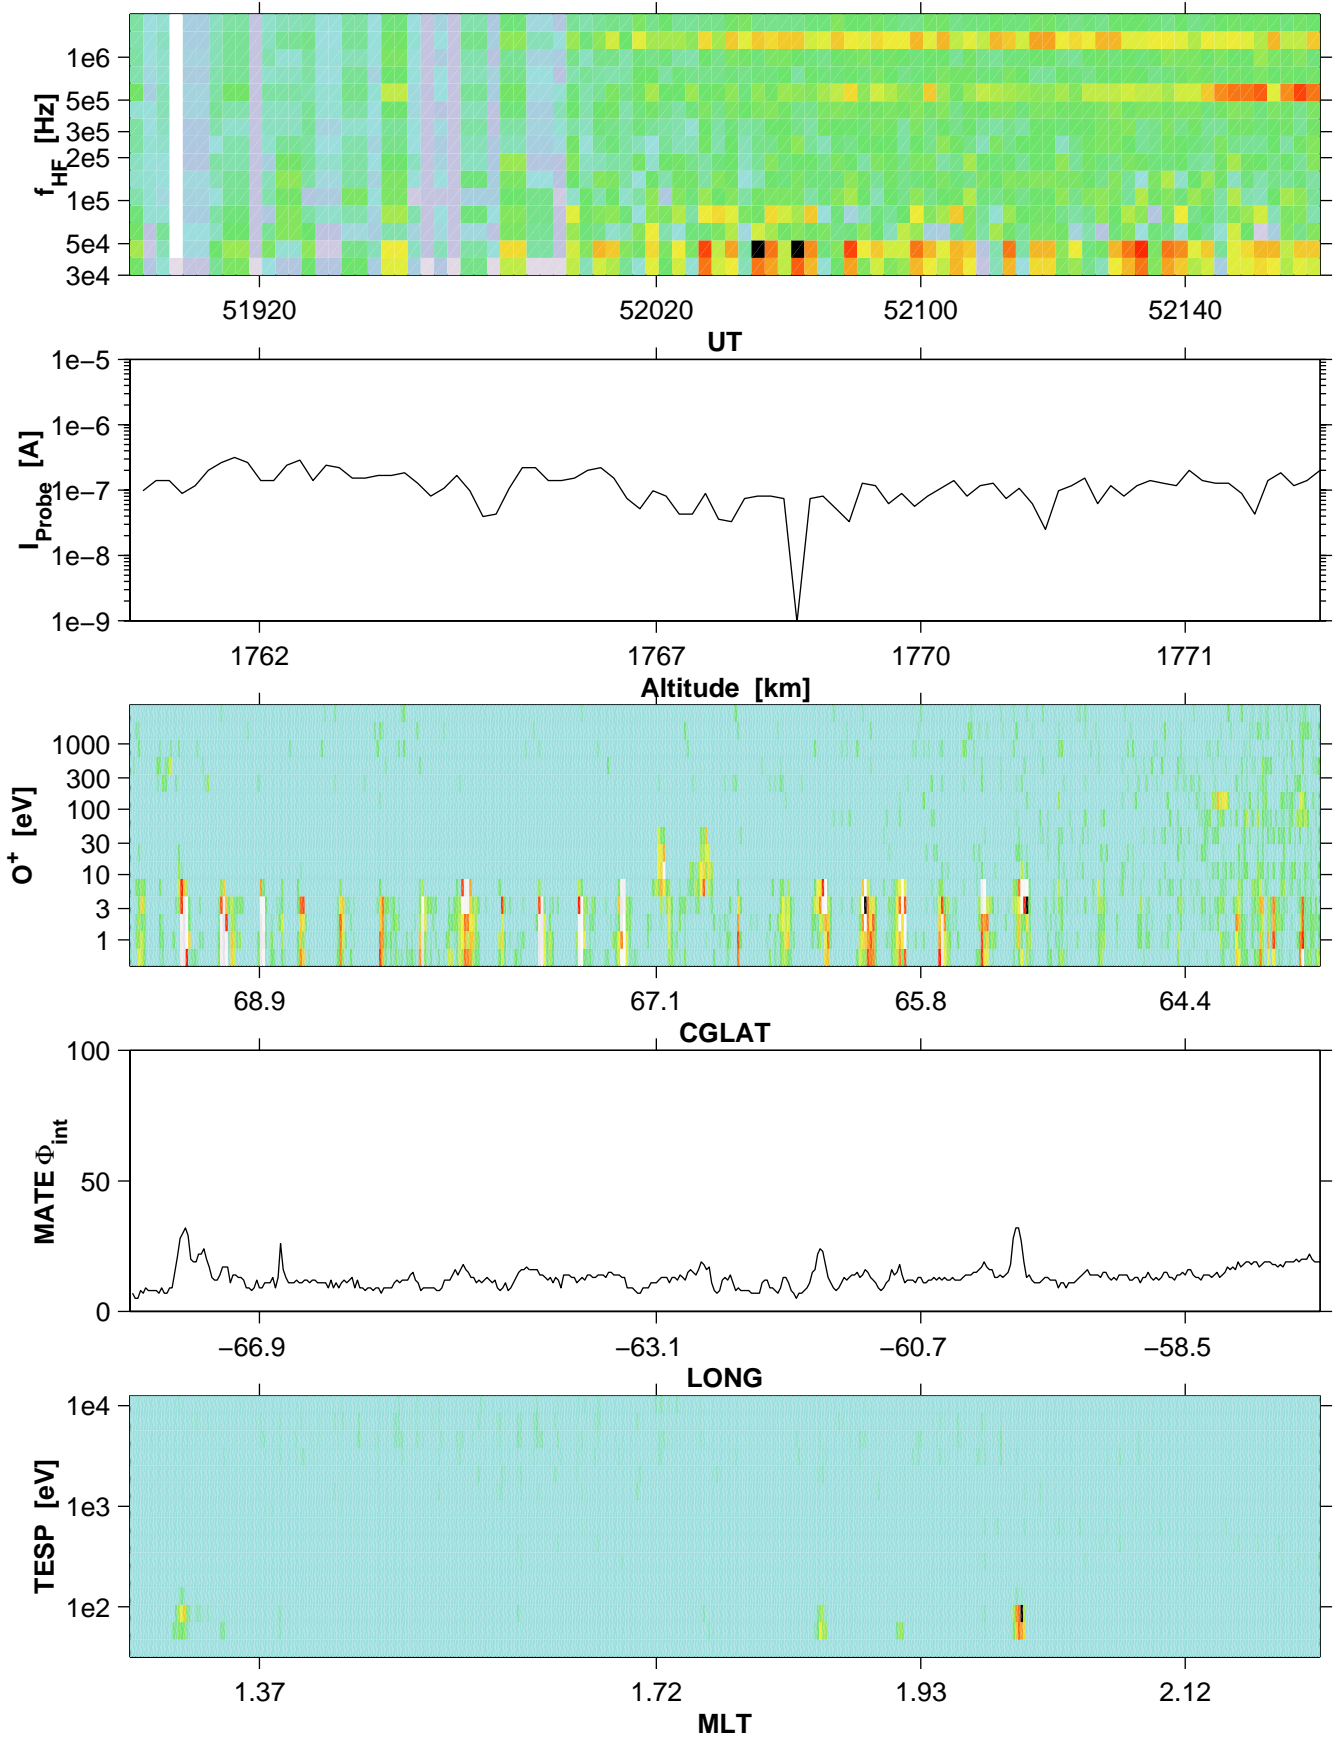 f_HF [Hz]
1e6
5e5
3e5
2e5
1e5
5e4
3e4
51920 52020 52100 52140
UT
I_Probe [A]
1e−5
1e−6
1e−7
1e−8
1e−9
1762 1767 1770 1771
Altitude [km]
O⁺ [eV]
1000
300
100
30
10
3
1
68.9 67.1 65.8 64.4
CGLAT
MATE Φ_int
100
50
0
−66.9 −63.1 −60.7 −58.5
LONG
TESP [eV]
1e4
1e3
1e2
1.37 1.72 1.93 2.12
MLT